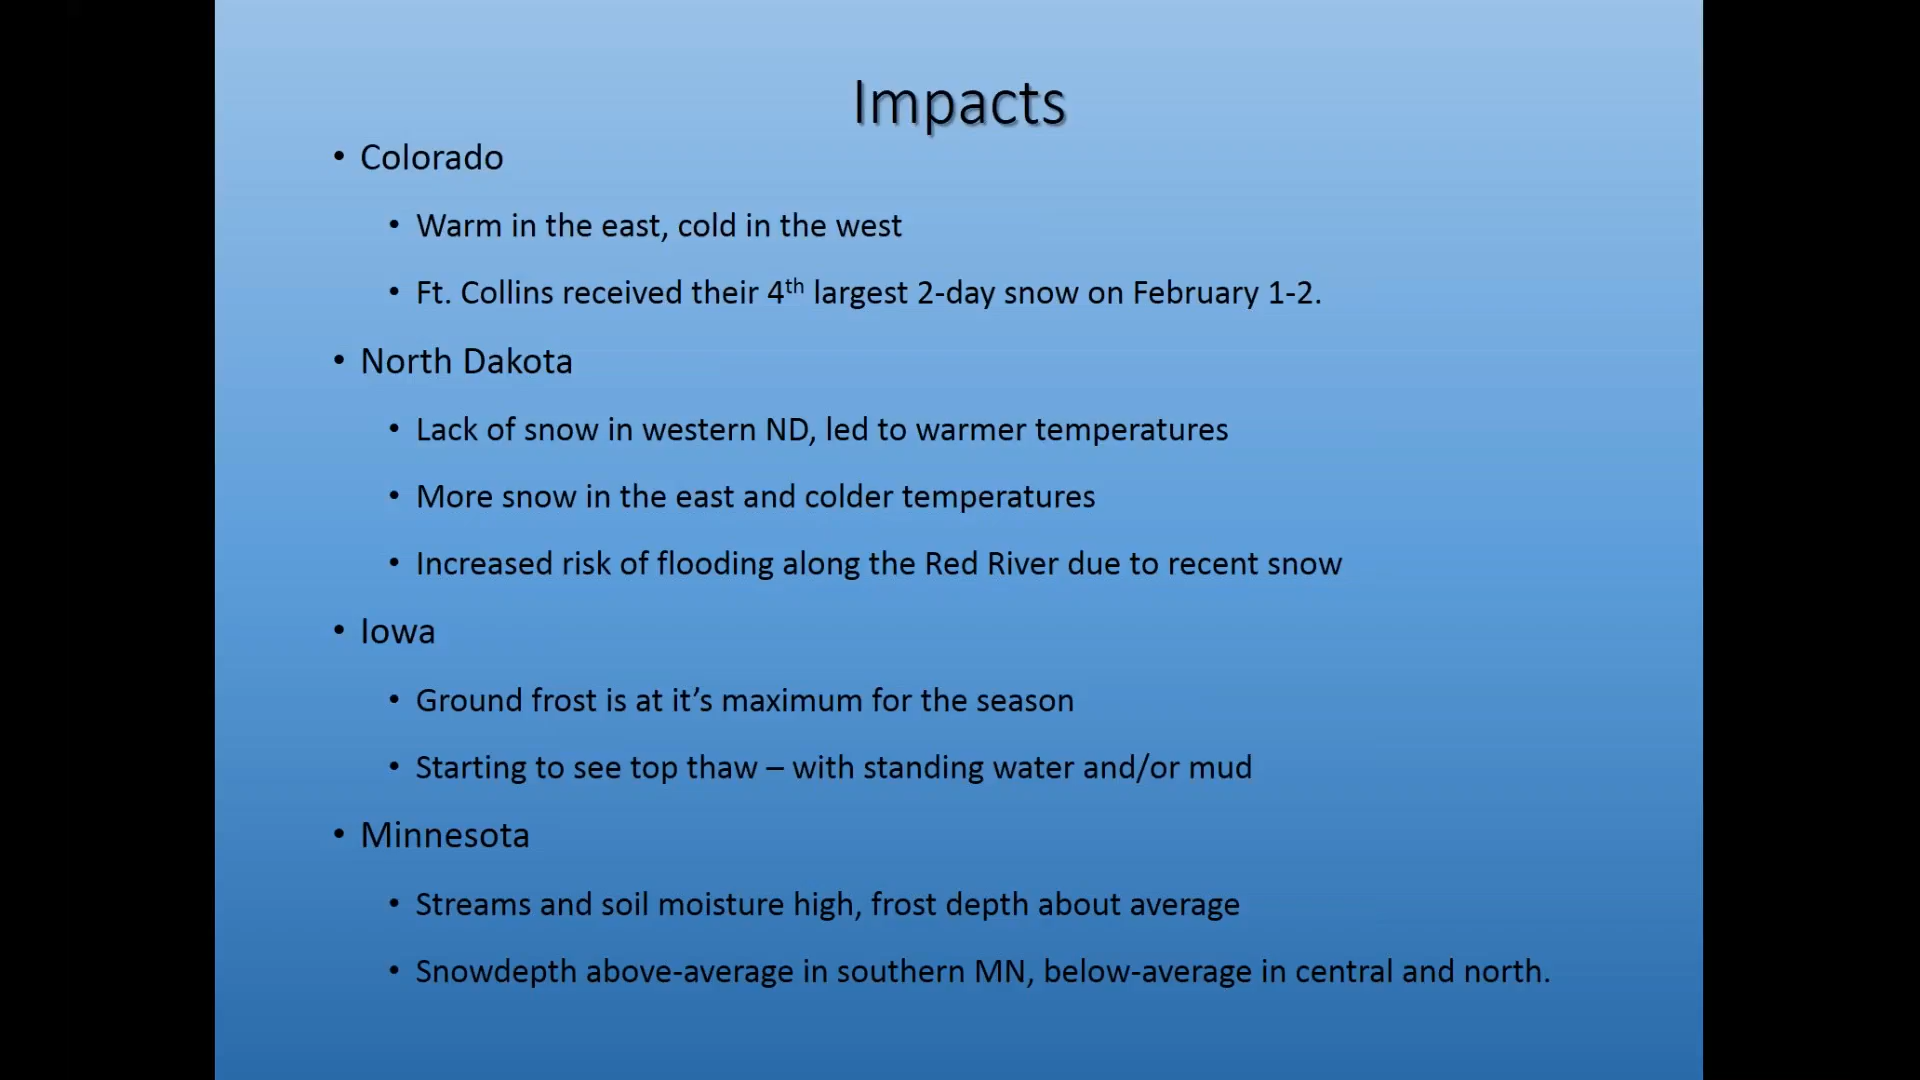 Impacts
• Colorado
• Warm in the east, cold in the west
• Ft. Collins received their 4th largest 2-day snow on February 1-2.
• North Dakota
• Lack of snow in western ND, led to warmer temperatures
• More snow in the east and colder temperatures
• Increased risk of flooding along the Red River due to recent snow
• Iowa
• Ground frost is at it’s maximum for the season
• Starting to see top thaw – with standing water and/or mud
• Minnesota
• Streams and soil moisture high, frost depth about average
• Snowdepth above-average in southern MN, below-average in central and north.